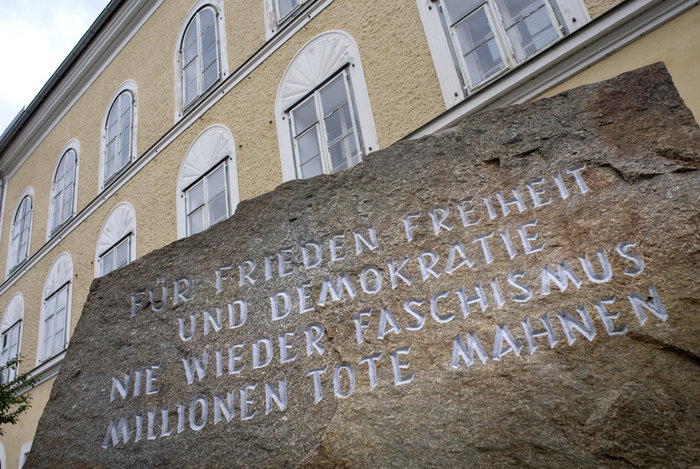 FÜR FRIEDEN FREIHEIT
UND DEMOKRATIE
NIE WIEDER FASCHISMUS
MILLIONEN TOTE MAHNEN